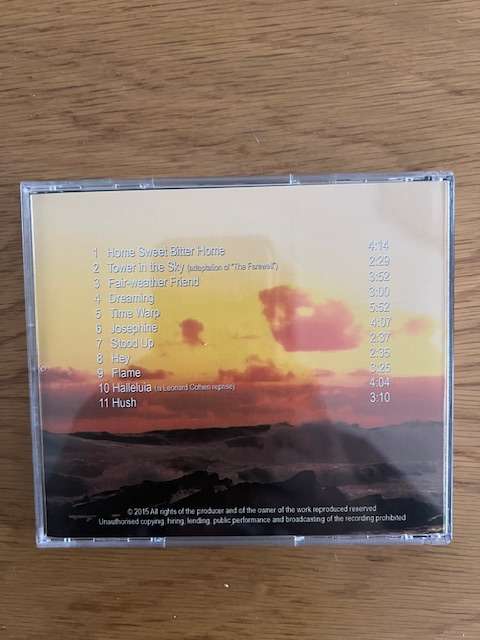 1 Home Sweet Bitter Home 4:14
2 Tower in the Sky (adaptation of "The Farewell") 2:29
3 Fair-weather Friend 3:52
4 Dreaming 3:00
5 Time Warp 5:52
6 Josephine 4:07
7 Stood Up 2:37
8 Hey 2:35
9 Flame 3:25
10 Halleluia (a Leonard Cohen reprise) 4:04
11 Hush 3:10
© 2015 All rights of the producer and of the owner of the work reproduced reserved
Unauthorised copying, hiring, lending, public performance and broadcasting of the recording prohibited